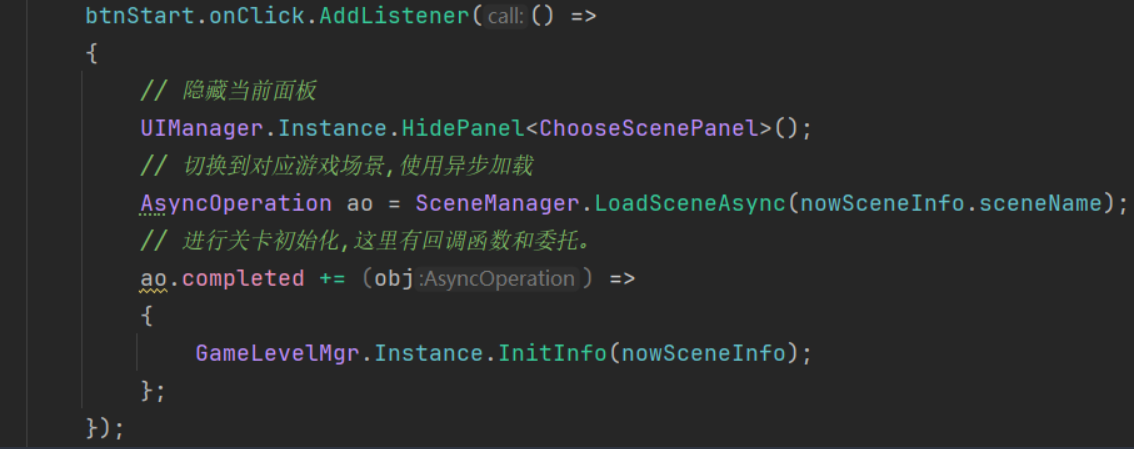 btnStart.onClick.AddListener(call:() =>
{
// 隐藏当前面板
UIManager.Instance.HidePanel<ChooseScenePanel>();
// 切换到对应游戏场景,使用异步加载
AsyncOperation ao = SceneManager.LoadSceneAsync(nowSceneInfo.sceneName);
// 进行关卡初始化,这里有回调函数和委托。
ao.completed += (obj:AsyncOperation) =>
{
GameLevelMgr.Instance.InitInfo(nowSceneInfo);
};
});